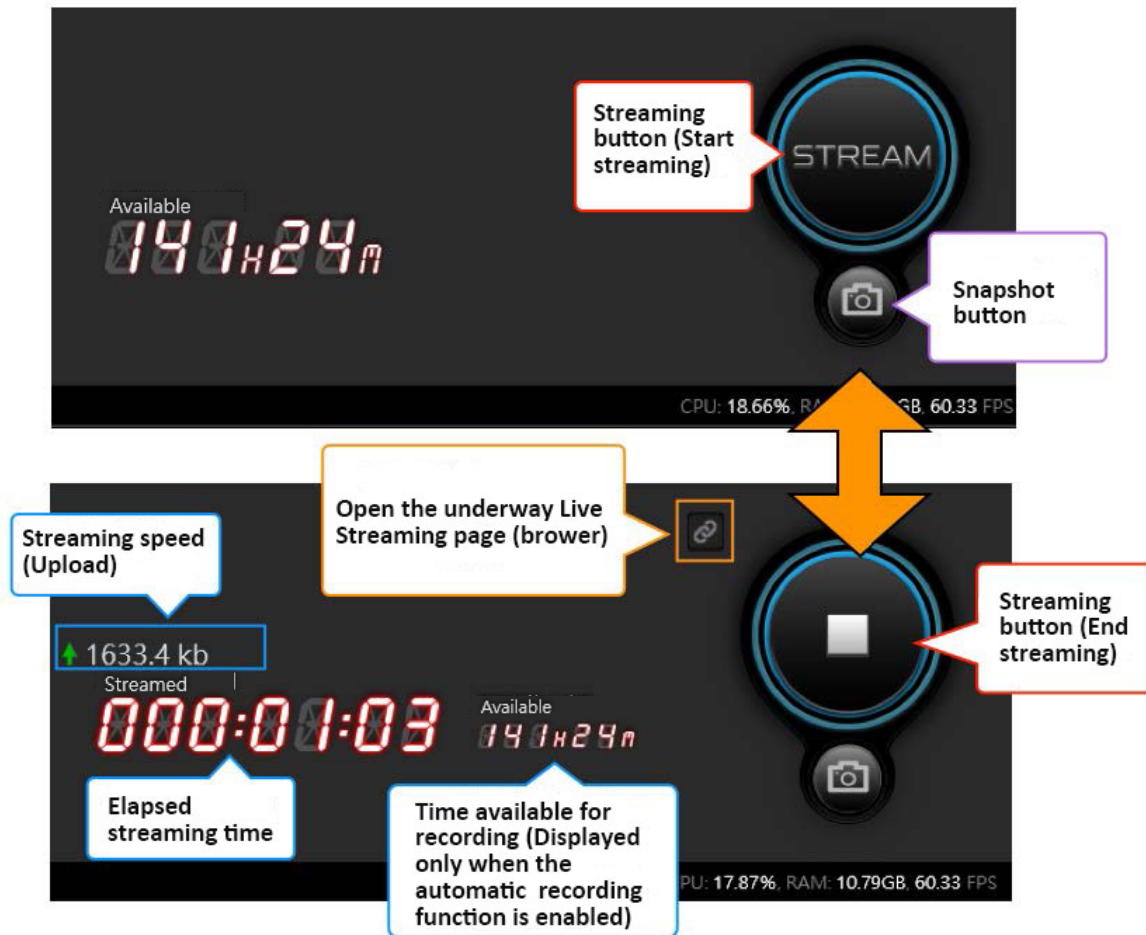 Streaming
button (Start
streaming)
STREAM
Available
141H24m
Snapshot
button
CPU: 18.66%, RA GB, 60.33 FPS
Open the underway Live
Streaming page (brower)
Streaming speed
(Upload)
1633.4 kb
Streamed
000:01:03
Available
141H24m
Streaming
button (End
streaming)
Elapsed
streaming time
Time available for
recording (Displayed
only when the
automatic recording
function is enabled)
PU: 17.87%, RAM: 10.79GB, 60.33 FPS